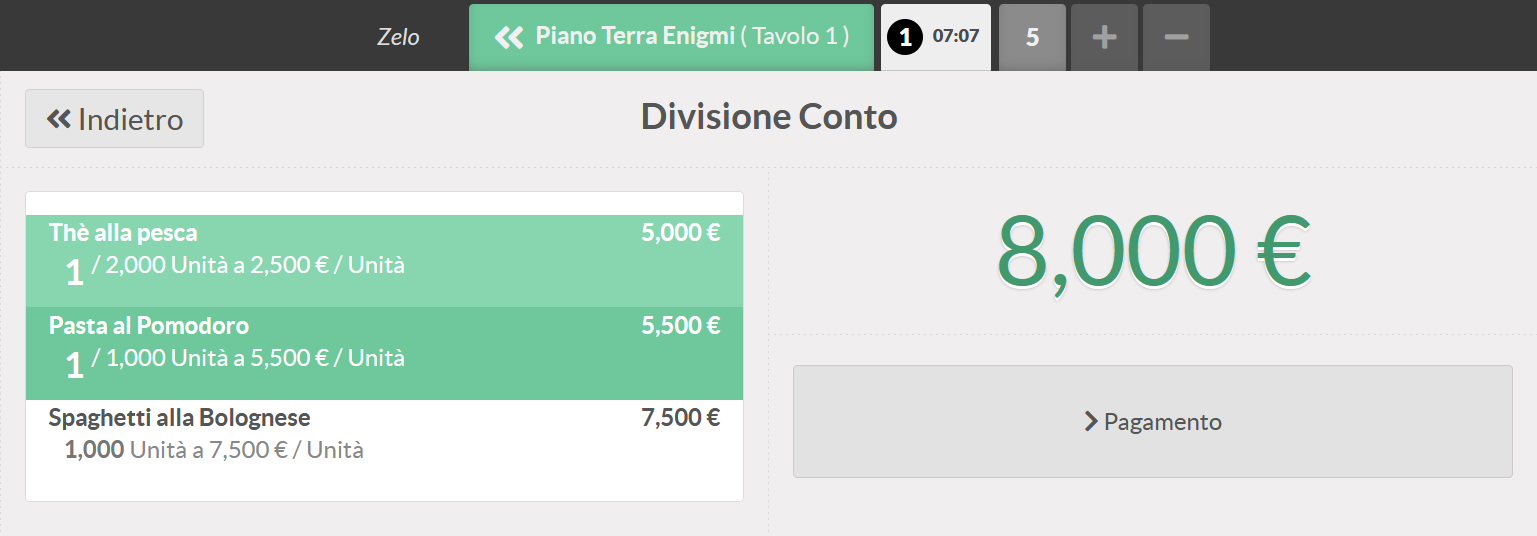 Zelo
Piano Terra Enigmi ( Tavolo 1 )
1 07:07
5
Indietro
Divisione Conto
Thè alla pesca 5,000 €
1 / 2,000 Unità a 2,500 € / Unità
Pasta al Pomodoro 5,500 €
1 / 1,000 Unità a 5,500 € / Unità
Spaghetti alla Bolognese 7,500 €
1,000 Unità a 7,500 € / Unità
8,000 €
Pagamento